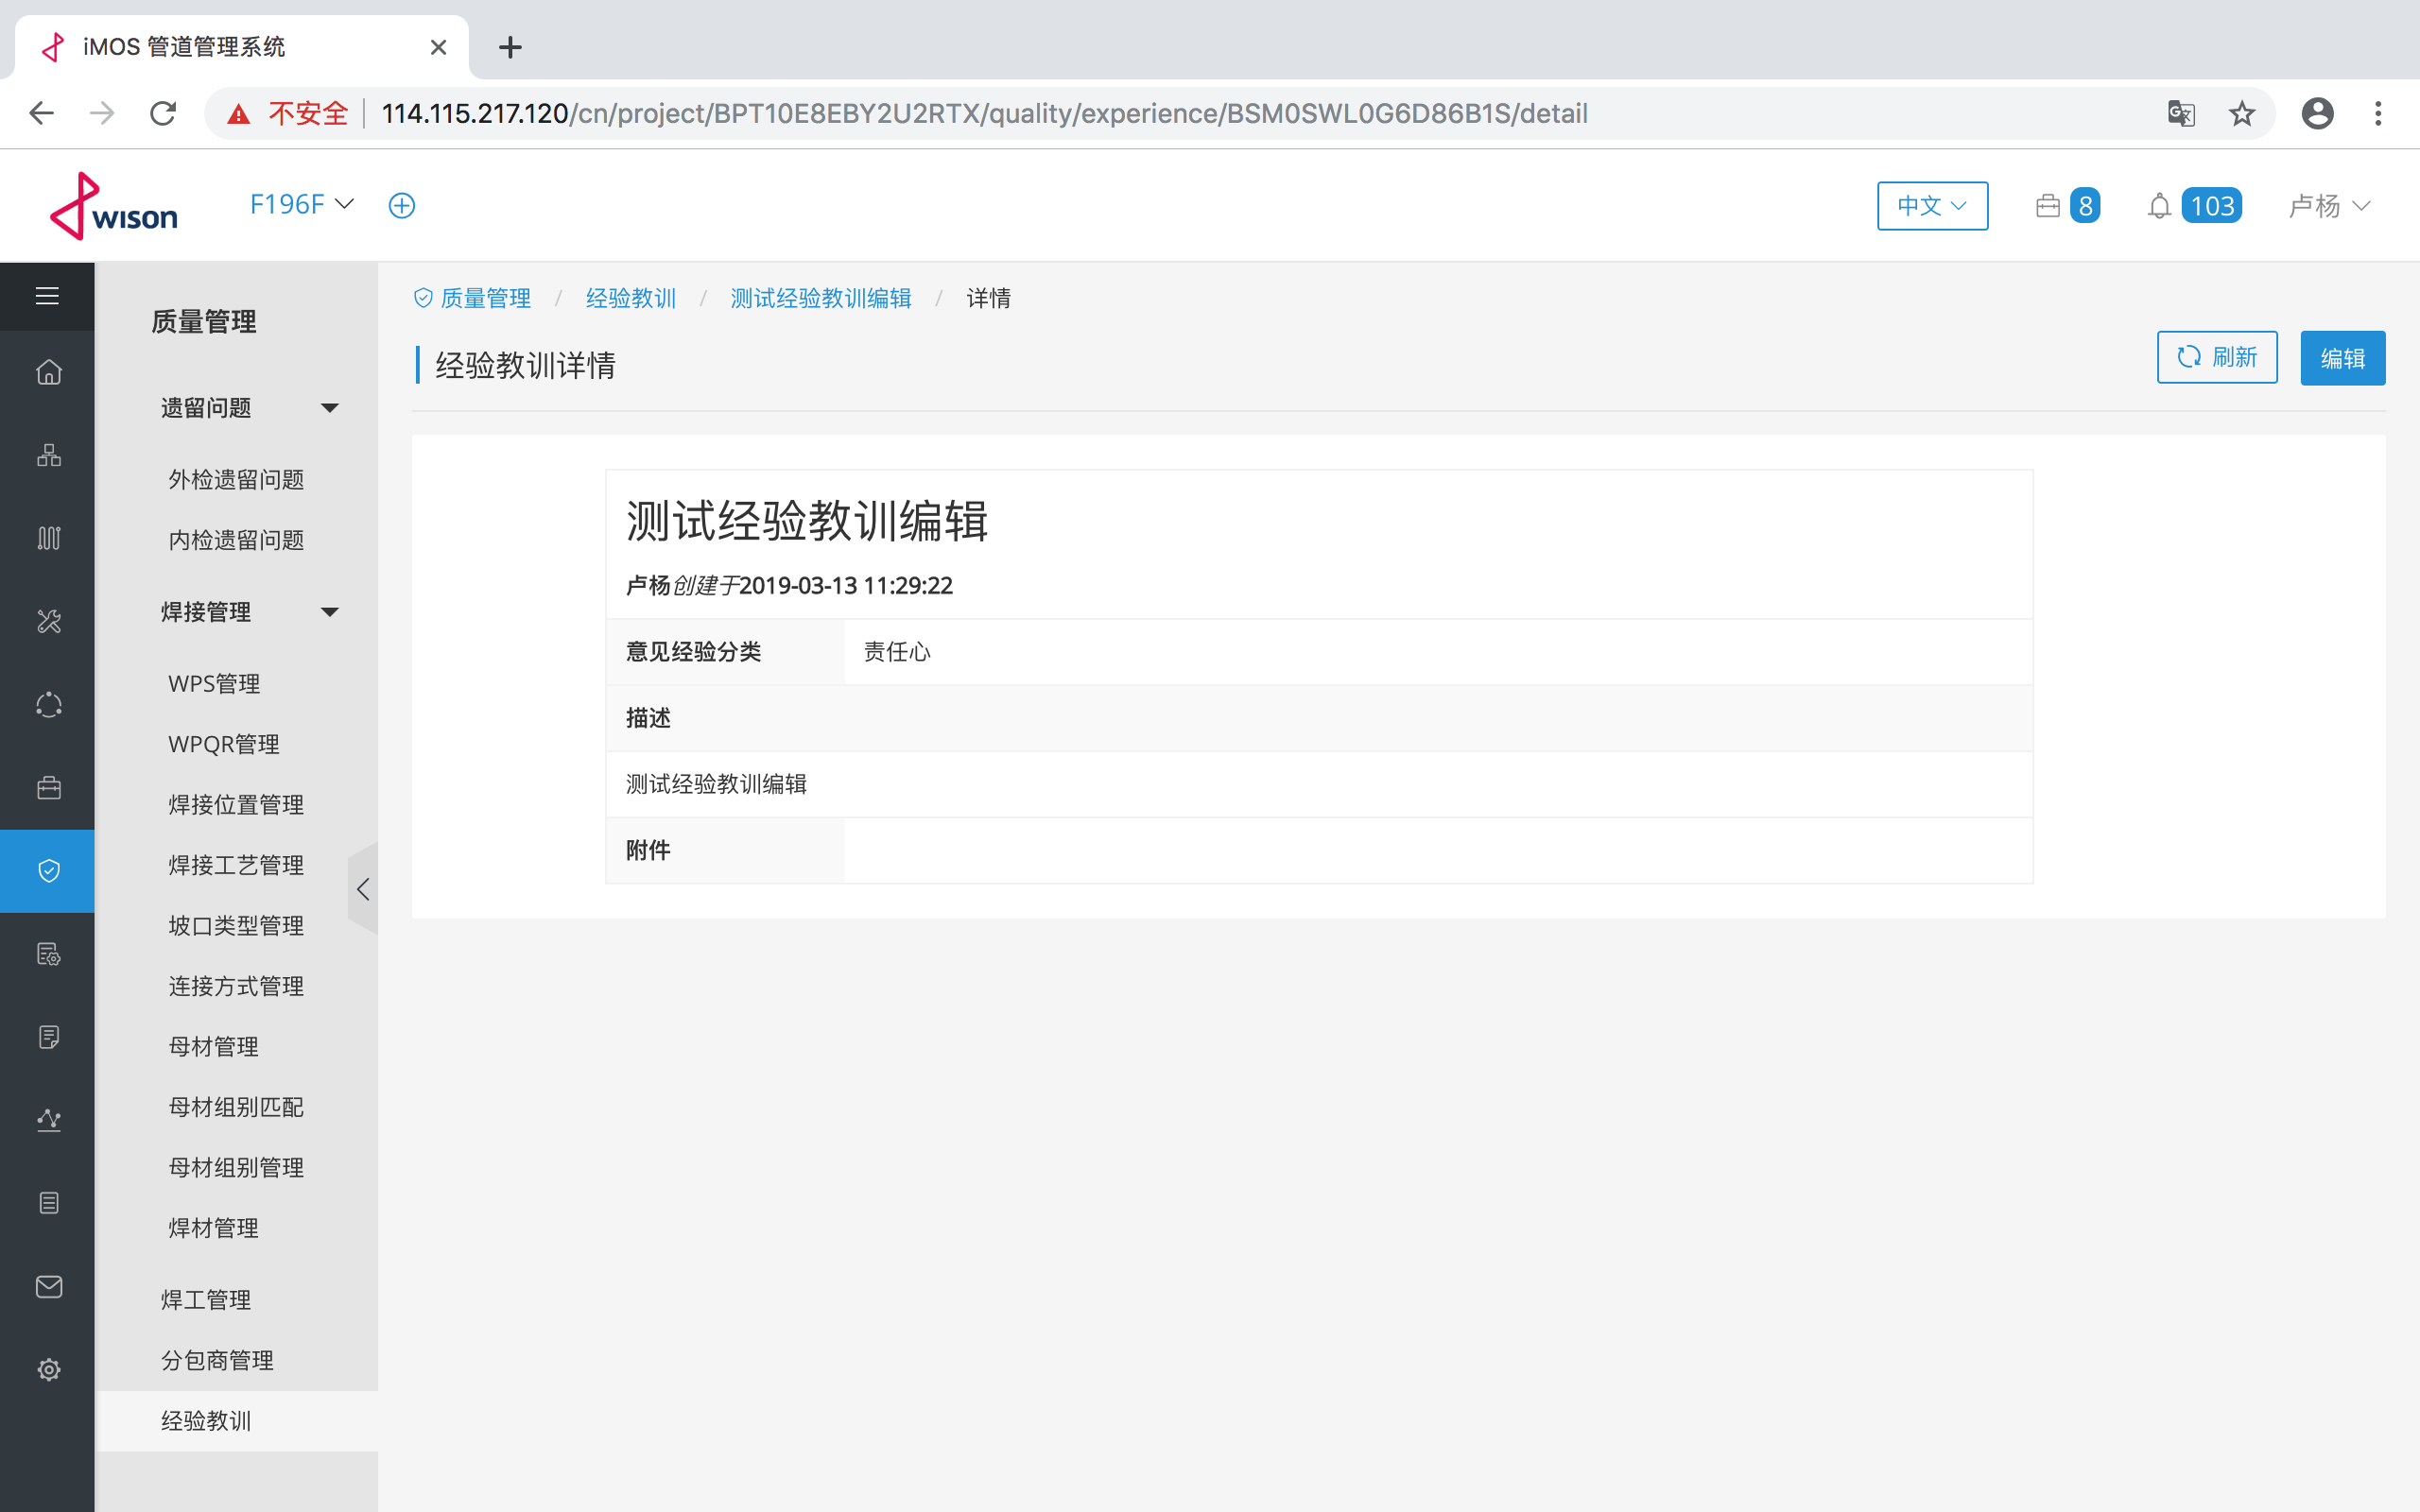 iMOS 管道管理系统
不安全
114.115.217.120/cn/project/BPT10E8EBY2U2RTX/quality/experience/BSM0SWL0G6D86B1S/detail
wison
F196F
中文
8
103
卢杨
质量管理
遗留问题
外检遗留问题
内检遗留问题
焊接管理
WPS管理
WPQR管理
焊接位置管理
焊接工艺管理
坡口类型管理
连接方式管理
母材管理
母材组别匹配
母材组别管理
焊材管理
焊工管理
分包商管理
经验教训
质量管理 / 经验教训 / 测试经验教训编辑 / 详情
经验教训详情
刷新
编辑
测试经验教训编辑
卢杨创建于2019-03-13 11:29:22
意见经验分类 责任心
描述
测试经验教训编辑
附件